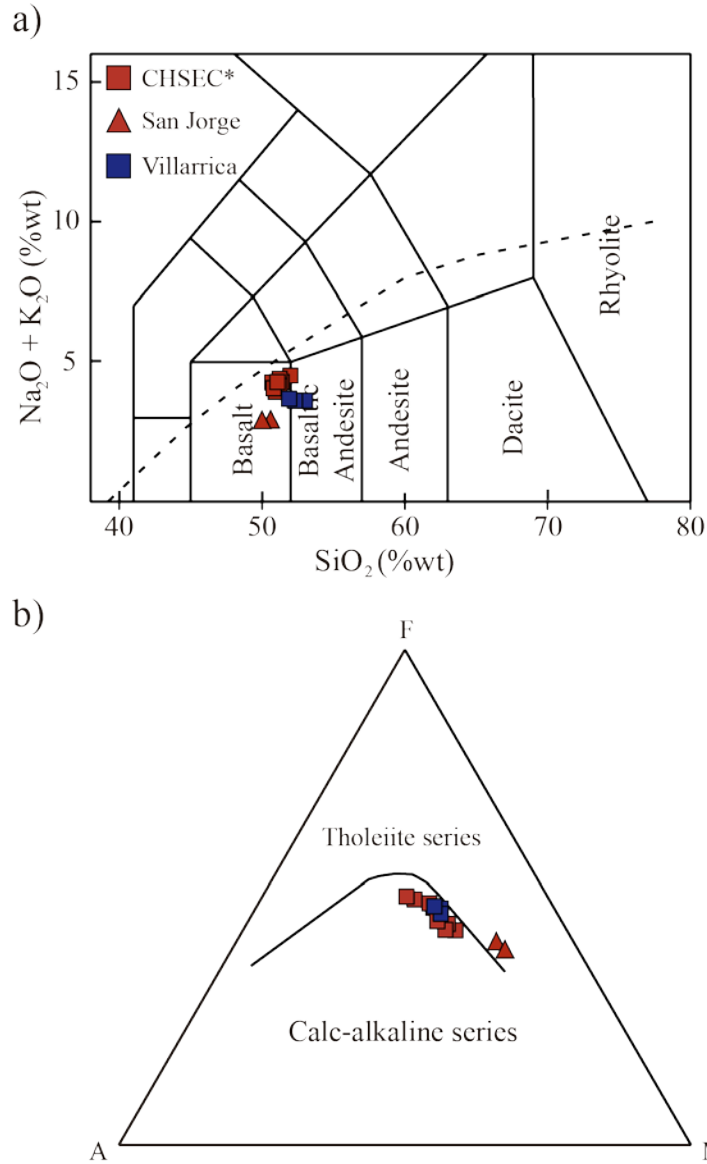 a)
15
10
5
Na₂O + K₂O (%wt)
CHSEC*
San Jorge
Villarrica
Basalt
Basaltic
Andesite
Andesite
Dacite
Rhyolite
40 50 60 70 80
SiO₂ (%wt)
b)
F
Tholeiite series
Calc-alkaline series
A